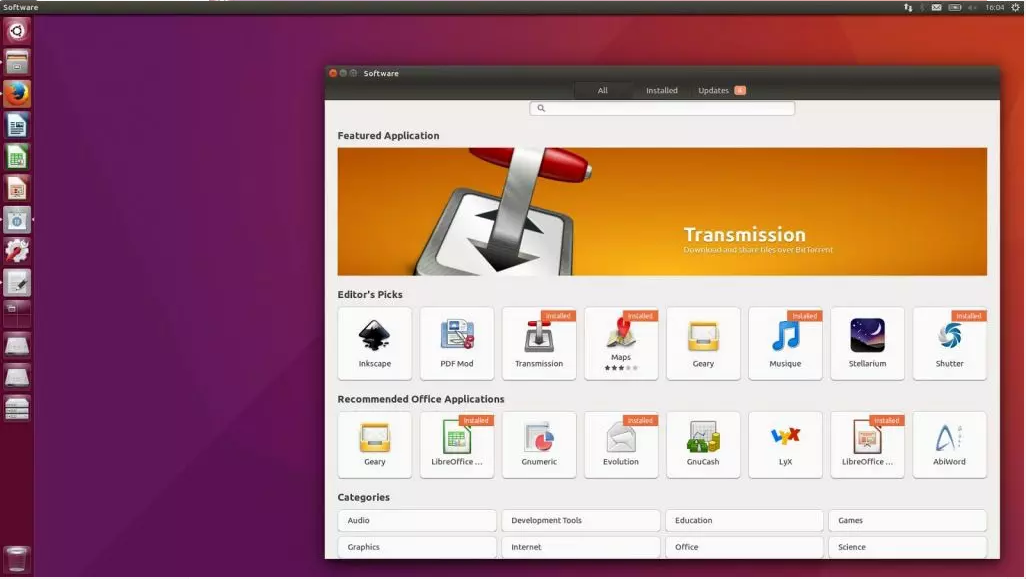 Software
16:04
Software
All
Installed
Updates
Featured Application
Transmission
Download and share files over BitTorrent
Editor's Picks
Inkscape
PDF Mod
Installed
Transmission
Installed
Maps
Geary
Installed
Musique
Stellarium
Installed
Shutter
Recommended Office Applications
Geary
Installed
LibreOffice ...
Gnumeric
Installed
Evolution
GnuCash
LyX
Installed
LibreOffice ...
AbiWord
Categories
Audio
Development Tools
Education
Games
Graphics
Internet
Office
Science